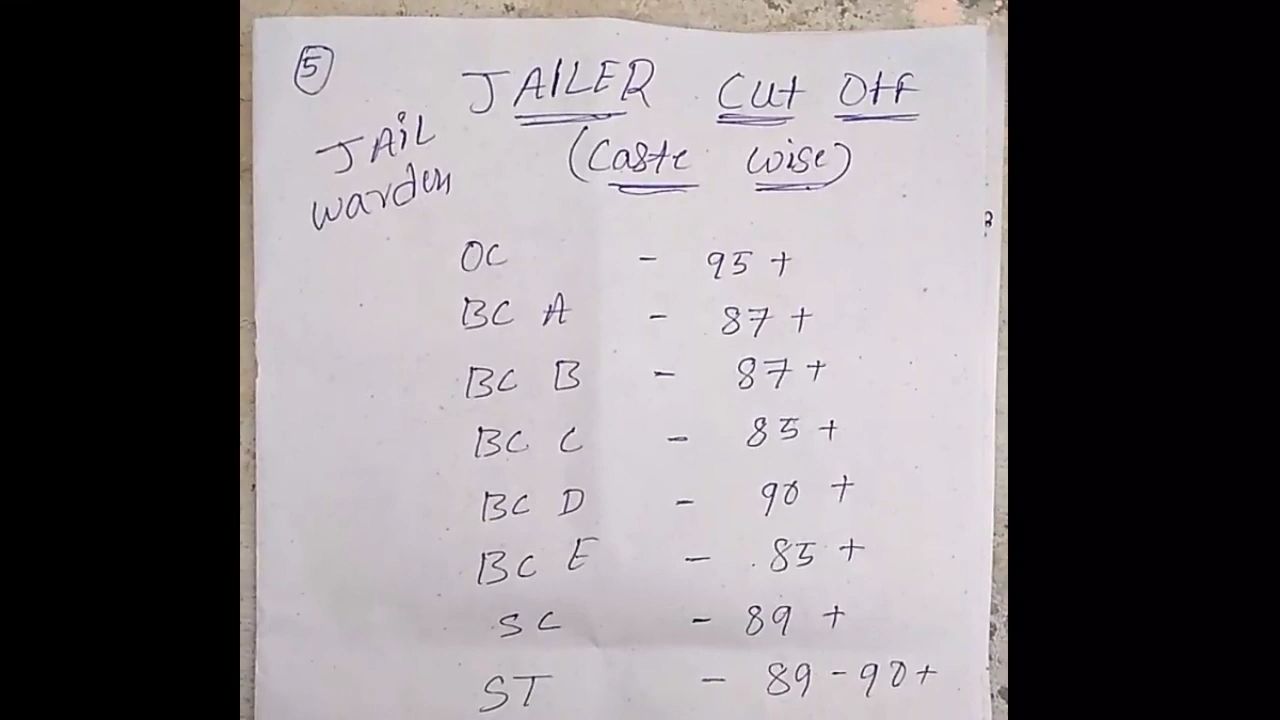 5
JAILER Cut Off
(Caste wise)
JAiL
warden
OC - 95 +
BC A - 87 +
BC B - 87 +
BC C - 85 +
BC D - 90 +
BC E - 85 +
SC - 89 +
ST - 89 - 90 +